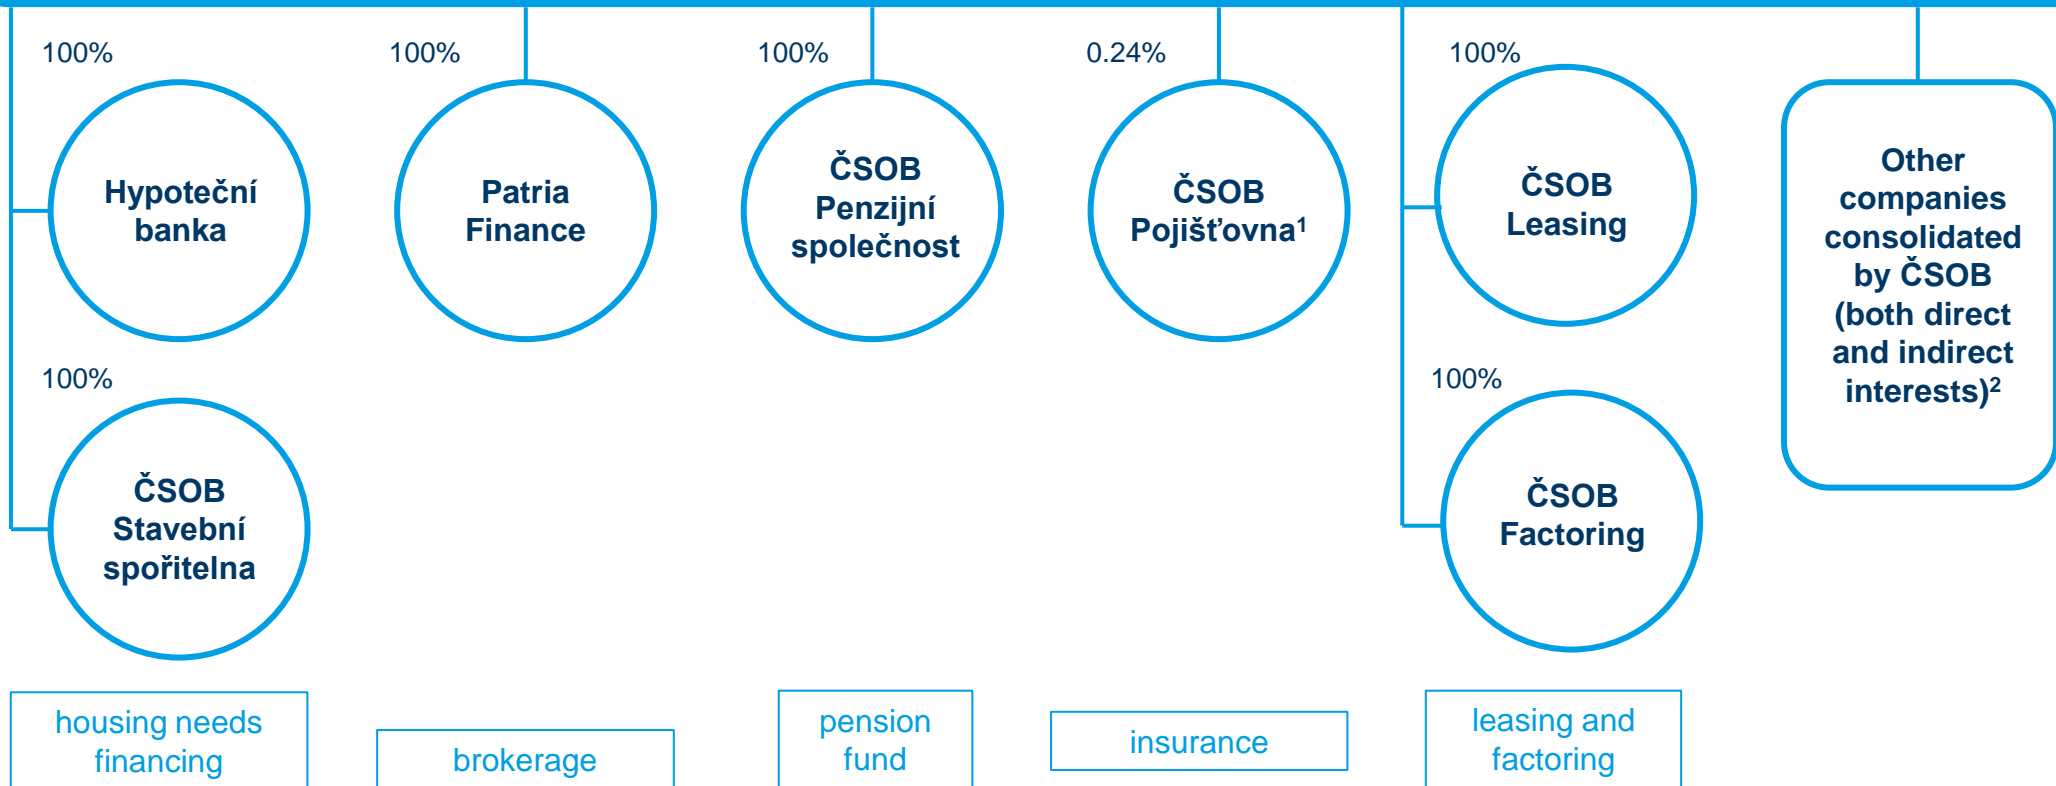 100%
Hypoteční
banka
100%
ČSOB
Stavební
spořitelna
housing needs
financing
100%
Patria
Finance
brokerage
100%
ČSOB
Penzijní
společnost
pension
fund
0.24%
ČSOB
Pojišťovna¹
insurance
100%
ČSOB
Leasing
100%
ČSOB
Factoring
leasing and
factoring
Other
companies
consolidated
by ČSOB
(both direct
and indirect
interests)²